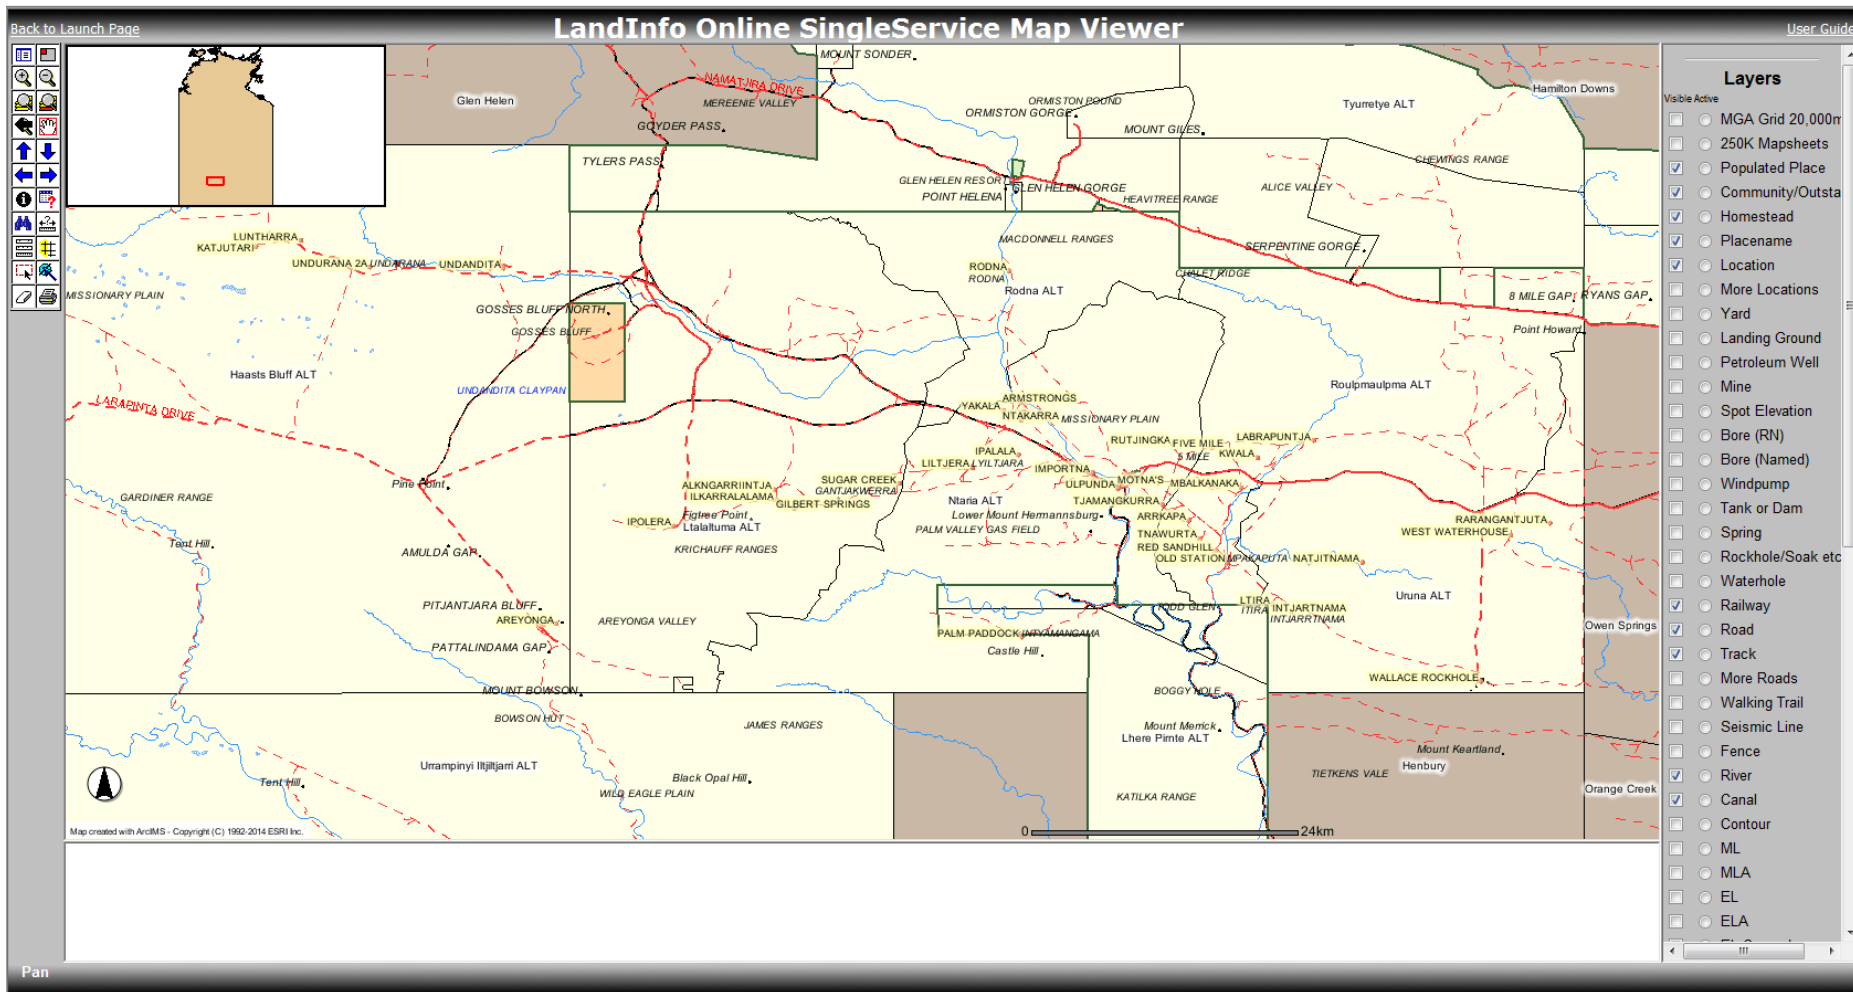 Back to Launch Page
LandInfo Online SingleService Map Viewer
User Guide
MOUNT SONDER
NAMATJIRA DRIVE
Glen Helen
MEREENIE VALLEY
GOYDER PASS
ORMISTON POUND
ORMISTON GORGE
MOUNT GILES
Tyurretye ALT
Hamilton Downs
TYLERS PASS
CHEWINGS RANGE
GLEN HELEN RESORT
GLEN HELEN GORGE
POINT HELENA
HEAVITREE RANGE
ALICE VALLEY
LUNTHARRA
KATJUTARI
UNDURANA 2A
UNDARANA
UNDANDITA
MACDONNELL RANGES
SERPENTINE GORGE
RODNA
RODNA
Rodna ALT
CHALET RIDGE
MISSIONARY PLAIN
8 MILE GAP
RYANS GAP
GOSSES BLUFF NORTH
GOSSES BLUFF
Point Howard
Haasts Bluff ALT
UNDANDITA CLAYPAN
Roulpmaulpma ALT
LARAPINTA DRIVE
ARMSTRONGS
YAKALA
NTAKARRA
MISSIONARY PLAIN
RUTJINGKA
FIVE MILE
5 MILE
LABRAPUNTJA
KWALA
IPALALA
LILTJERA
LYILTJARA
IMPORTNA
Pine Point
ALKNGARRIINTJA
ILKARRALALAMA
SUGAR CREEK
GANTJAKWERRA
GILBERT SPRINGS
ULPUNDA
MOTNA'S
MBALKANAKA
GARDINER RANGE
Ntaria ALT
TJAMANGKURRA
IPOLERA
Figtree Point
Ltalaltuma ALT
Lower Mount Hermannsburg
ARRKAPA
RARANGANTJUTA
PALM VALLEY GAS FIELD
TNAWURTA
WEST WATERHOUSE
Tent Hill
AMULDA GAP
KRICHAUFF RANGES
RED SANDHILL
OLD STATION
MPAKAPUTA
NATJITNAMA
Uruna ALT
PITJANTJARA BLUFF
AREYONGA
AREYONGA VALLEY
TODD GLEN
LTIRA
ITIRA
INTJARTNAMA
INTJARRTNAMA
Owen Springs
PALM PADDOCK
INTYAMANGAMA
PATTALINDAMA GAP
Castle Hill
MOUNT BOWSON
BOGGY HOLE
WALLACE ROCKHOLE
BOWSON HUT
JAMES RANGES
Mount Merrick
Lhere Pirnte ALT
Mount Keartland
Henbury
Urrampinyi Iltjiltjarri ALT
Tent Hill
Black Opal Hill
WILD EAGLE PLAIN
TIETKENS VALE
KATILKA RANGE
Orange Creek
Map created with ArcIMS - Copyright (C) 1992-2014 ESRI Inc.
0
24km
Layers
Visible Active
MGA Grid 20,000m
250K Mapsheets
Populated Place
Community/Outsta
Homestead
Placename
Location
More Locations
Yard
Landing Ground
Petroleum Well
Mine
Spot Elevation
Bore (RN)
Bore (Named)
Windpump
Tank or Dam
Spring
Rockhole/Soak etc
Waterhole
Railway
Road
Track
More Roads
Walking Trail
Seismic Line
Fence
River
Canal
Contour
ML
MLA
EL
ELA
Pan